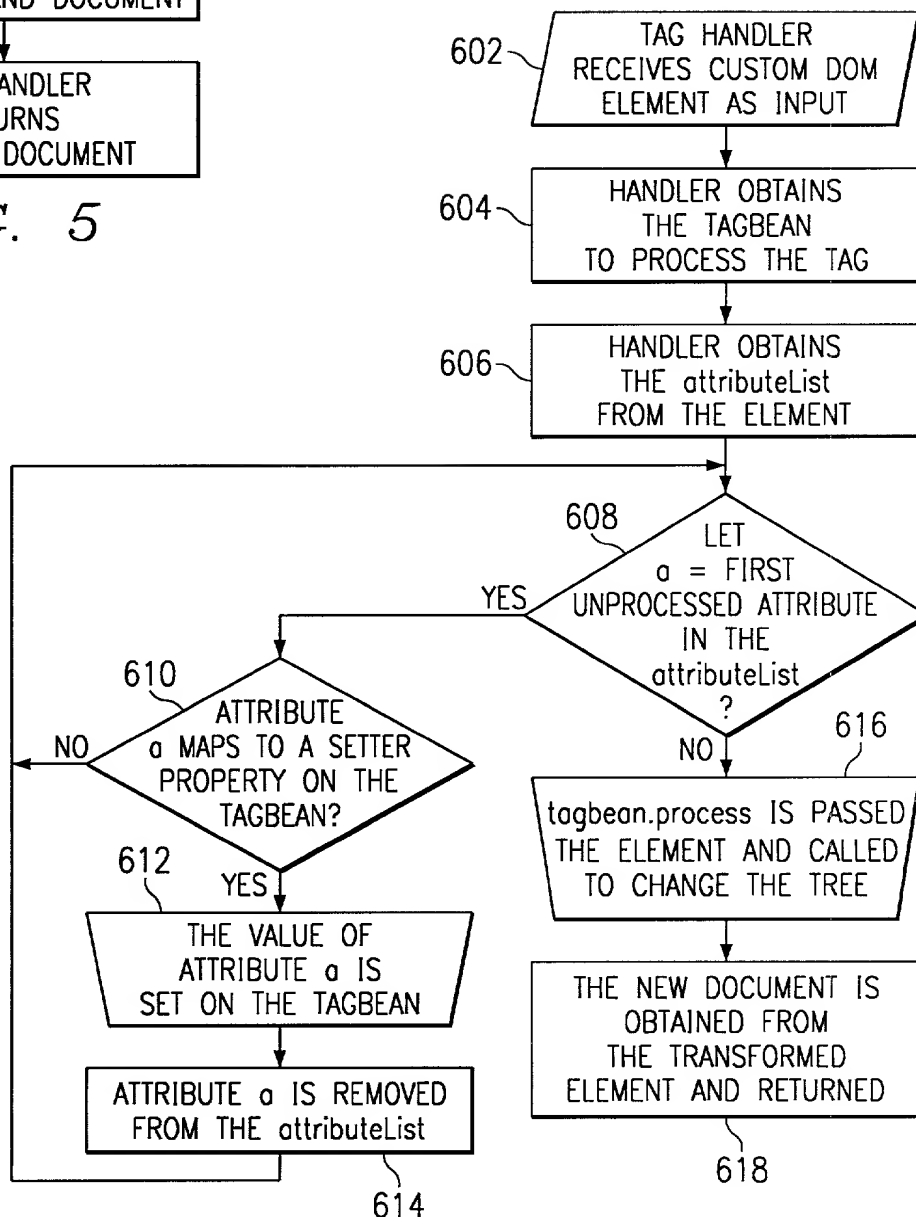 AND DOCUMENT
ANDLER
URNS
DOCUMENT
G. 5
602
TAG HANDLER
RECEIVES CUSTOM DOM
ELEMENT AS INPUT
604
HANDLER OBTAINS
THE TAGBEAN
TO PROCESS THE TAG
606
HANDLER OBTAINS
THE attributeList
FROM THE ELEMENT
608
LET
a = FIRST
UNPROCESSED ATTRIBUTE
IN THE
attributeList
?
YES
NO
610
ATTRIBUTE
a MAPS TO A SETTER
PROPERTY ON THE
TAGBEAN?
NO
YES
612
THE VALUE OF
ATTRIBUTE a IS
SET ON THE TAGBEAN
ATTRIBUTE a IS REMOVED
FROM THE attributeList
614
616
tagbean.process IS PASSED
THE ELEMENT AND CALLED
TO CHANGE THE TREE
THE NEW DOCUMENT IS
OBTAINED FROM
THE TRANSFORMED
ELEMENT AND RETURNED
618